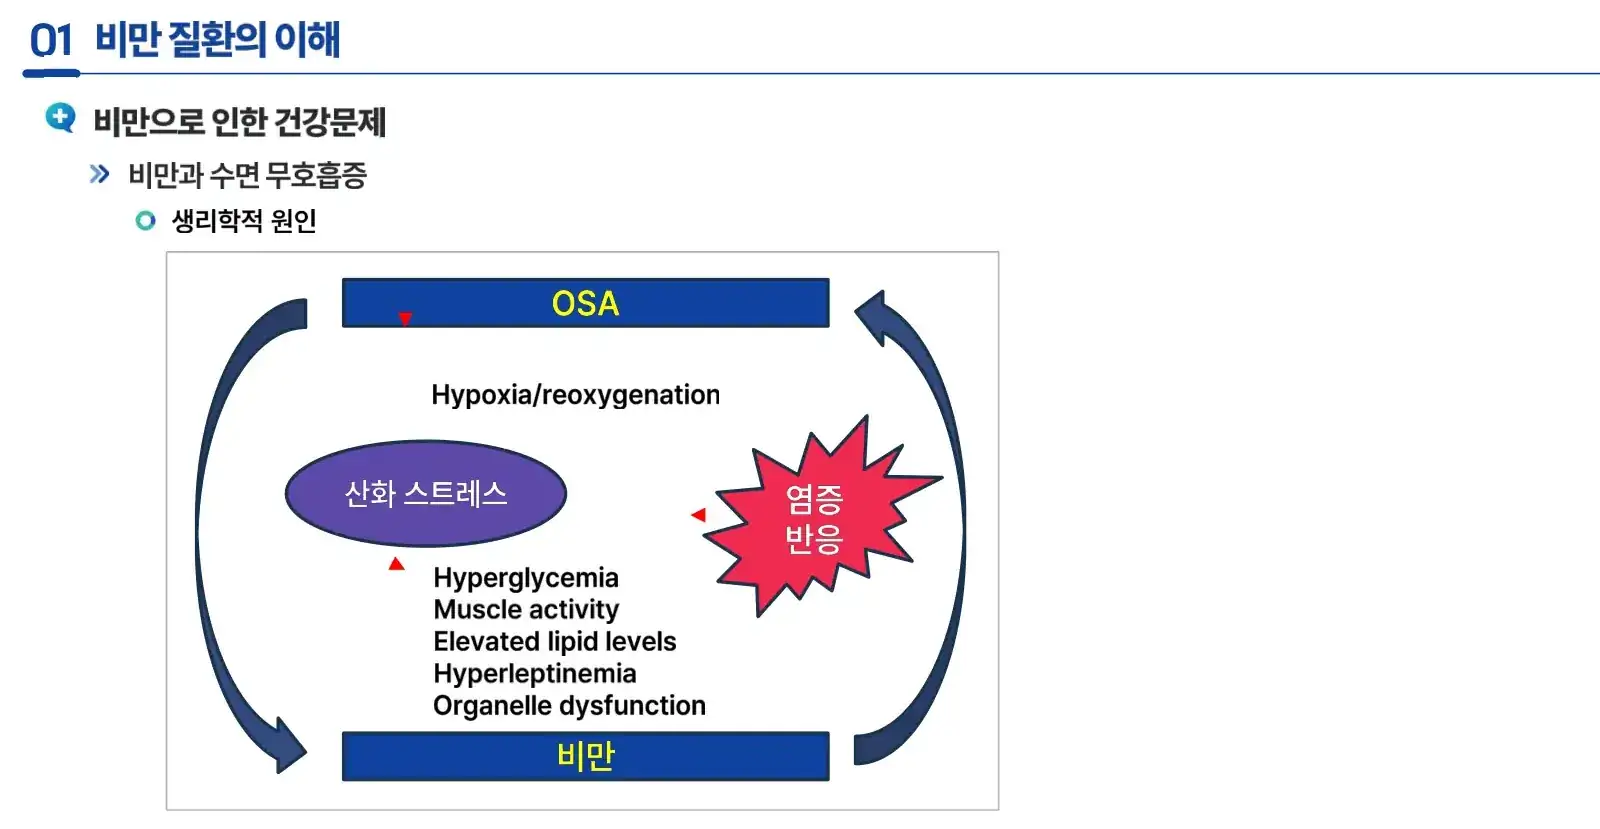 01 비만 질환의 이해
비만으로 인한 건강문제
비만과 수면 무호흡증
생리학적 원인
OSA
Hypoxia/reoxygenation
산화 스트레스
염증
반응
Hyperglycemia
Muscle activity
Elevated lipid levels
Hyperleptinemia
Organelle dysfunction
비만